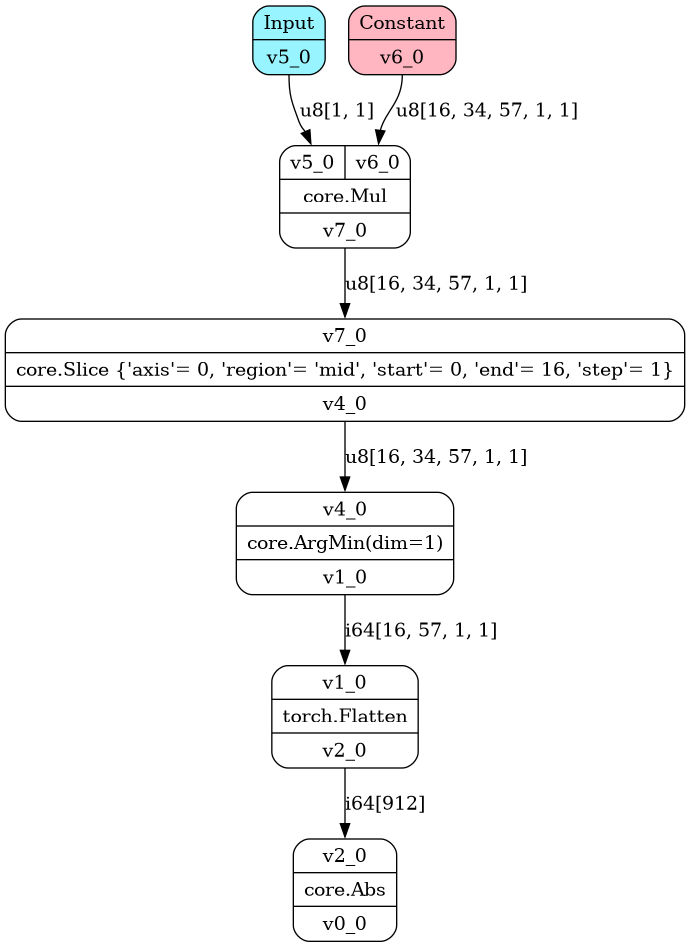 Input
v5_0
Constant
v6_0
u8[1, 1]
u8[16, 34, 57, 1, 1]
v5_0
v6_0
core.Mul
v7_0
u8[16, 34, 57, 1, 1]
v7_0
core.Slice {'axis'= 0, 'region'= 'mid', 'start'= 0, 'end'= 16, 'step'= 1}
v4_0
u8[16, 34, 57, 1, 1]
v4_0
core.ArgMin(dim=1)
v1_0
i64[16, 57, 1, 1]
v1_0
torch.Flatten
v2_0
i64[912]
v2_0
core.Abs
v0_0